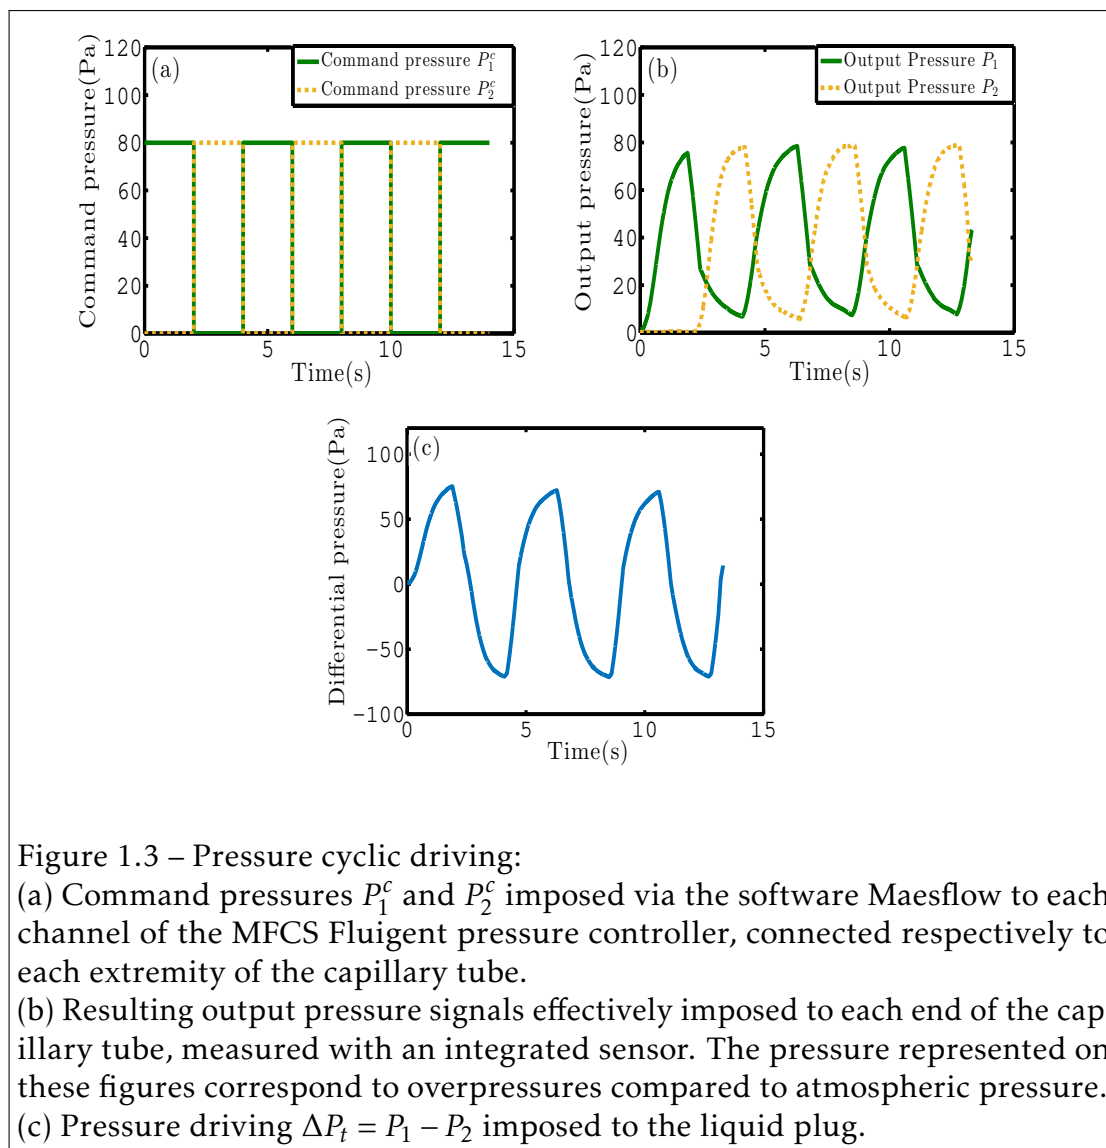 120
100
80
60
40
20
0
0
5
10
15
Command pressure(Pa)
Time(s)
(a)
Command pressure P₁ᶜ
Command pressure P₂ᶜ
120
100
80
60
40
20
0
0
5
10
15
Output pressure(Pa)
Time(s)
(b)
Output Pressure P₁
Output Pressure P₂
100
50
0
−50
−100
0
5
10
15
Differential pressure(Pa)
Time(s)
(c)
Figure 1.3 – Pressure cyclic driving:
(a) Command pressures P₁ᶜ and P₂ᶜ imposed via the software Maesflow to each
channel of the MFCS Fluigent pressure controller, connected respectively to
each extremity of the capillary tube.
(b) Resulting output pressure signals effectively imposed to each end of the cap
illary tube, measured with an integrated sensor. The pressure represented on
these figures correspond to overpressures compared to atmospheric pressure.
(c) Pressure driving ΔPₜ = P₁ − P₂ imposed to the liquid plug.